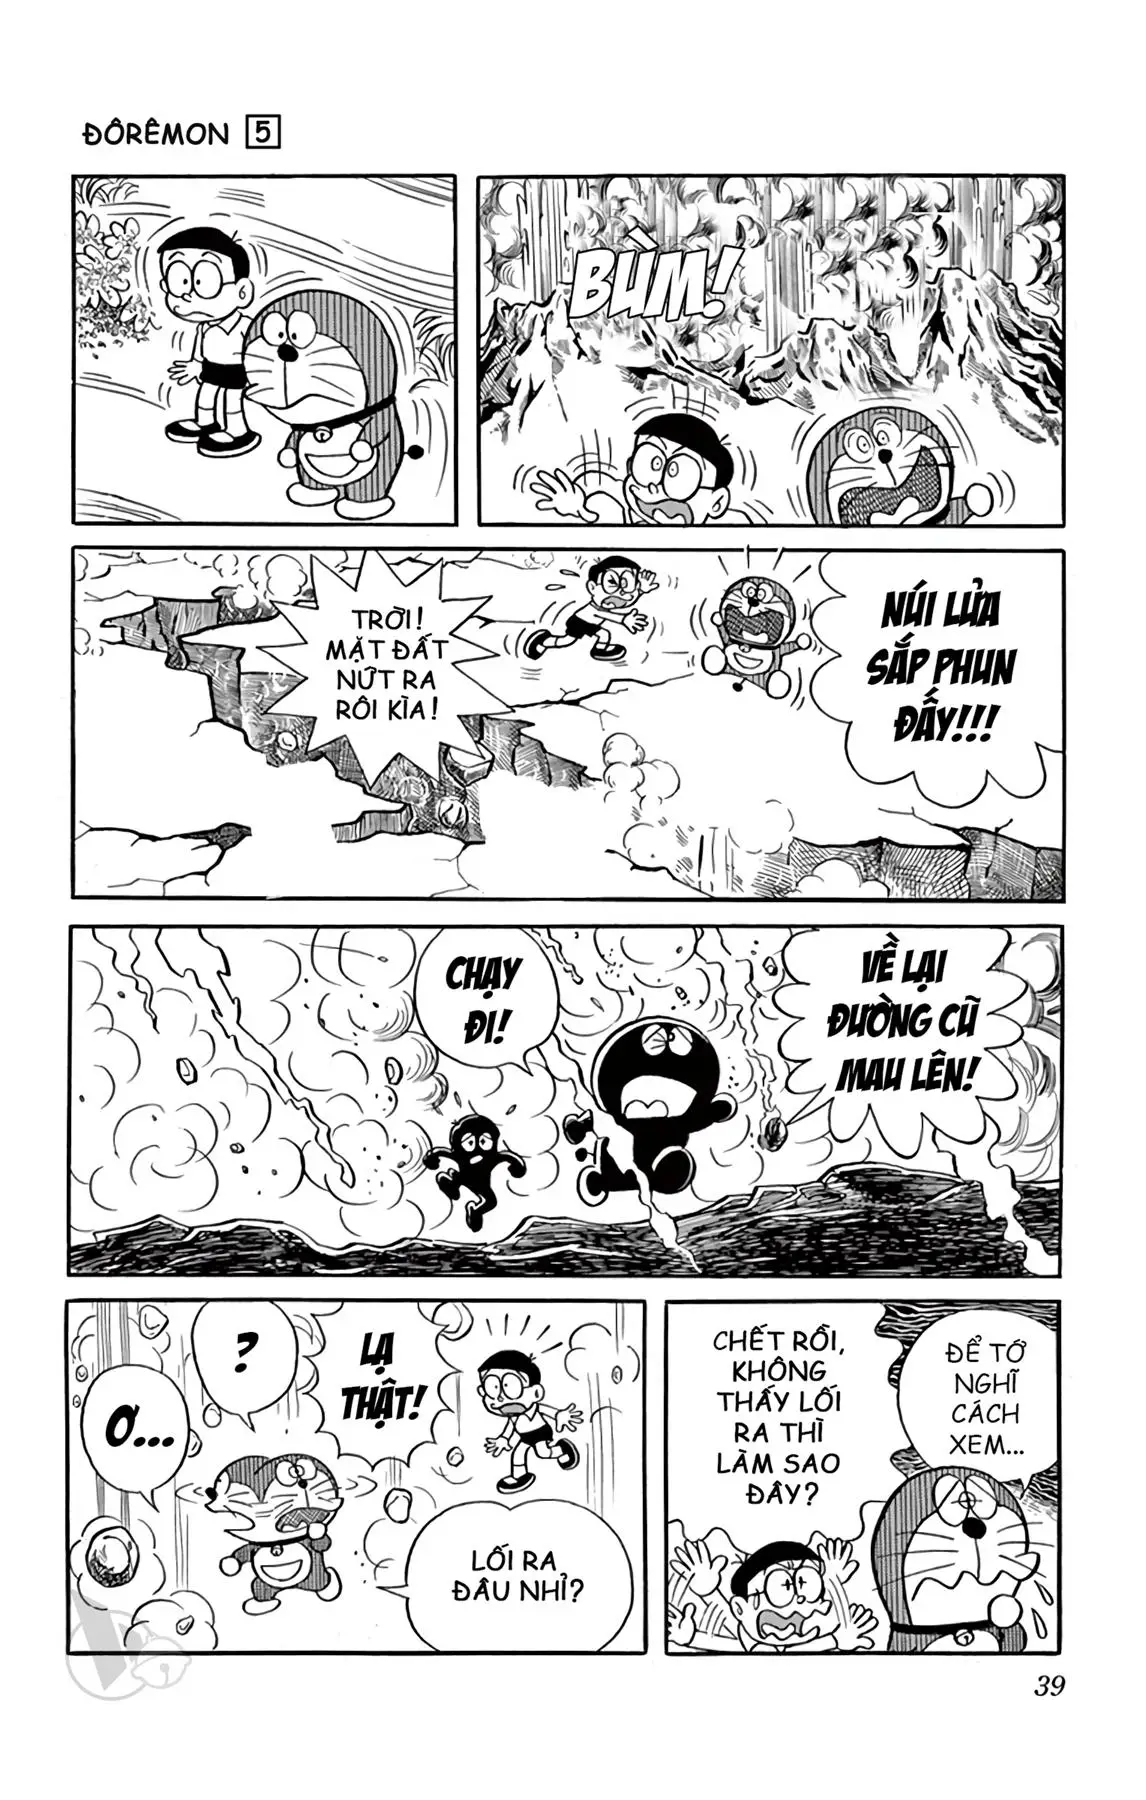 ĐÔRÊMON 5
BÙM!
TRỜI!
MẶT ĐẤT
NỨT RA
RÔI KÌA!
NÚI LỬA
SẮP PHUN
ĐẤY!!!
CHẠY
ĐI!
VỀ LẠI
ĐƯỜNG CŨ
MAU LÊN!
Ơ...
?
LẠ
THẬT!
LỐI RA
ĐÂU NHỈ?
CHẾT RỒI,
KHÔNG
THẤY LỐI
RA THÌ
LÀM SAO
ĐÂY?
ĐỂ TỚ
NGHĨ
CÁCH
XEM...
39